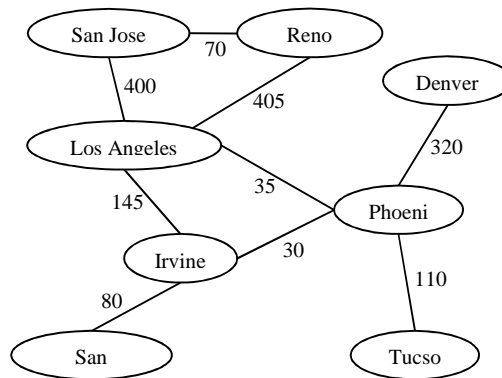 San Jose
70
Reno
400
405
Denver
Los Angeles
320
35
145
Phoeni
Irvine
30
80
110
San
Tucso